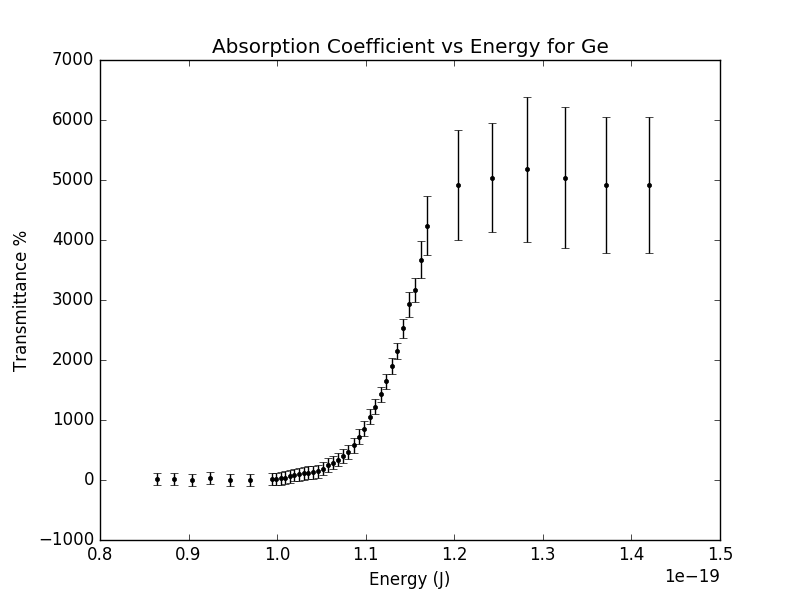 Absorption Coefficient vs Energy for Ge
7000
6000
5000
4000
3000
2000
1000
0
−1000
Transmittance %
0.8 0.9 1.0 1.1 1.2 1.3 1.4 1.5
1e−19
Energy (J)